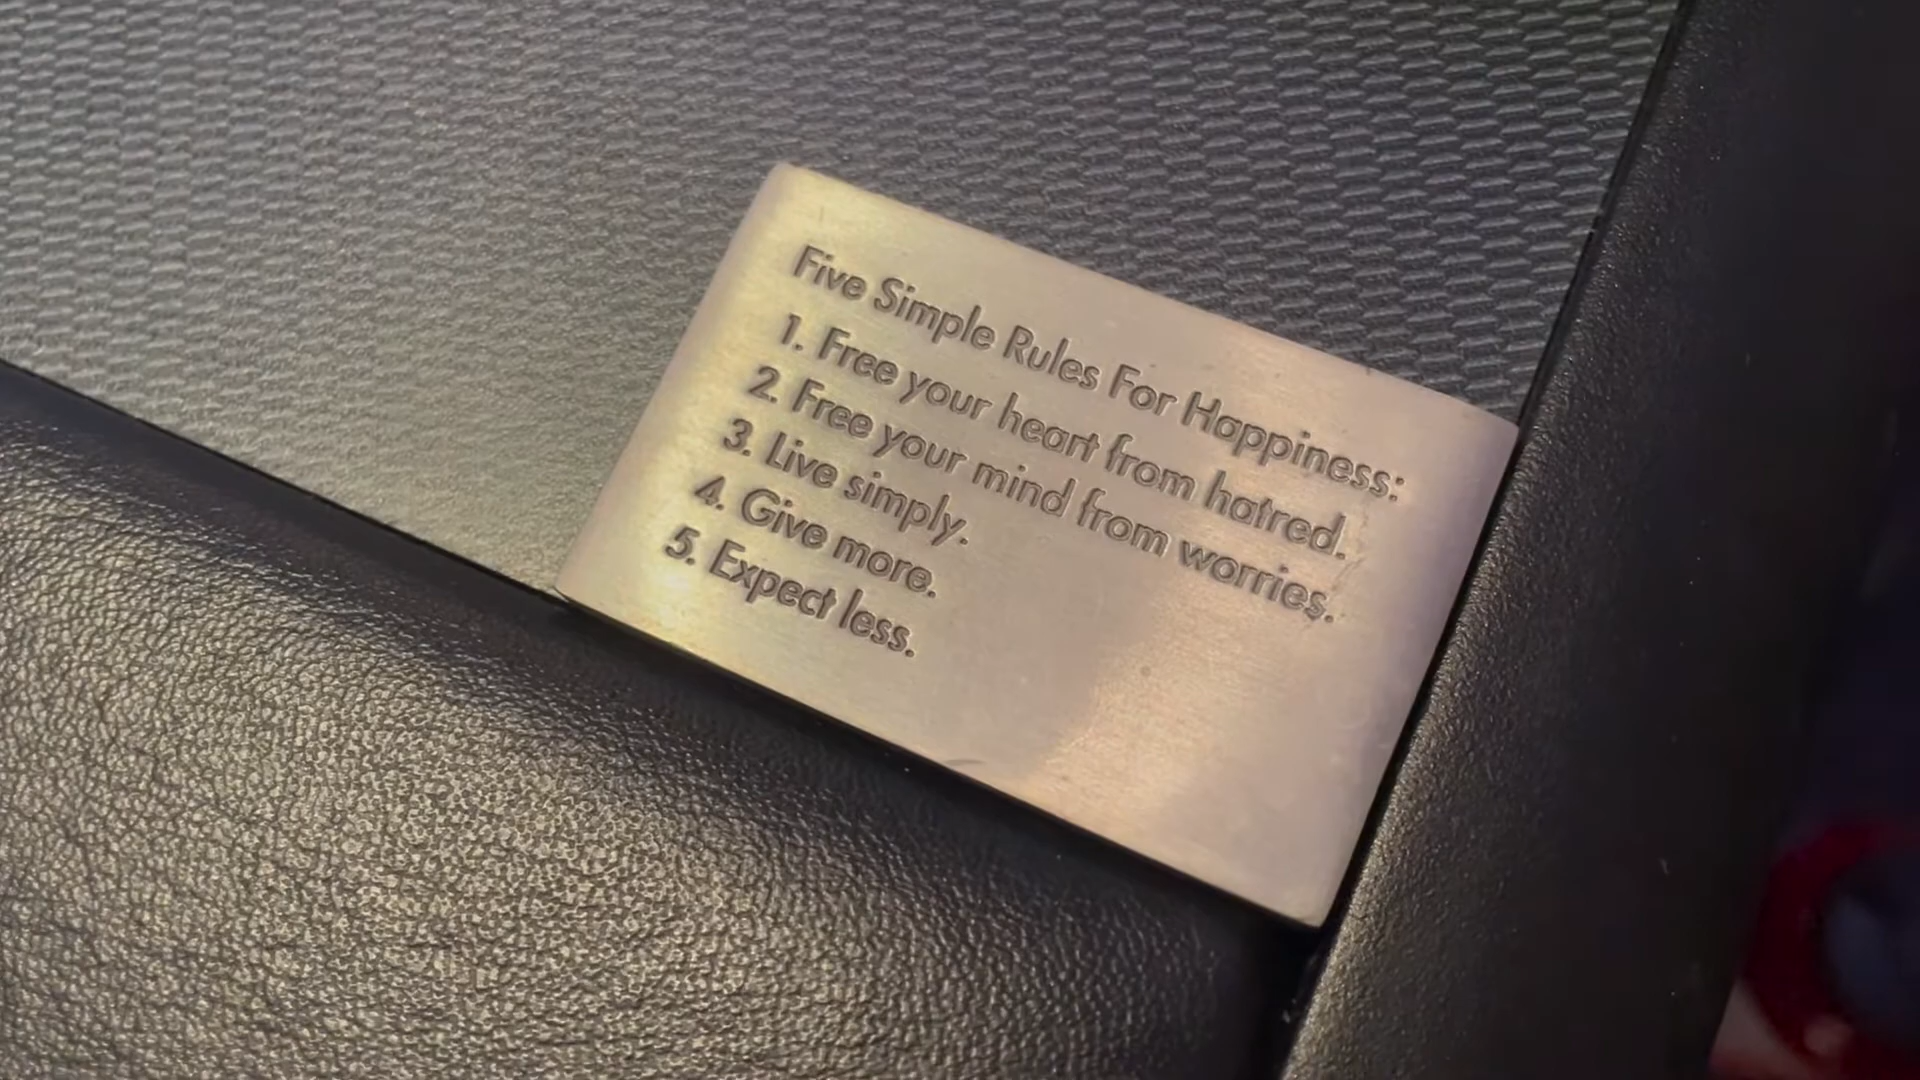 Five Simple Rules For Happiness:
1. Free your heart from hatred.
2. Free your mind from worries.
3. Live simply.
4. Give more.
5. Expect less.